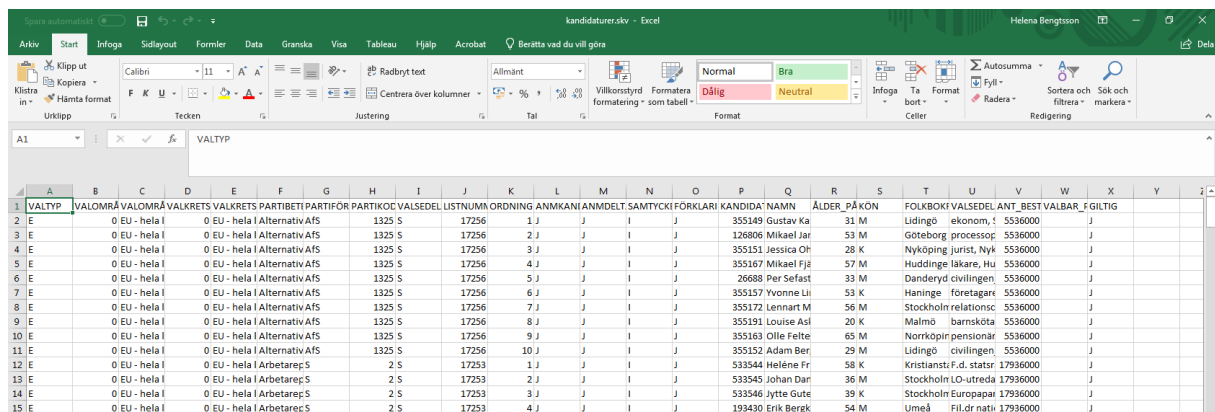 Spara automatiskt kandidaturer.skv - Excel Helena Bengtsson
Arkiv Start Infoga Sidlayout Formler Data Granska Visa Tableau Hjälp Acrobat Berätta vad du vill göra Dela
Klistra in Klipp ut Kopiera Hämta format
Calibri 11 F K U
Radbryt text Centrera över kolumner
Allmänt %
Villkorsstyrd formatering Formatera som tabell
Normal Bra Dålig Neutral
Infoga Ta bort Format
Autosumma Fyll Radera Sortera och filtrera Sök och markera
Urklipp Tecken Justering Tal Format Celler Redigering
A1 fx VALTYP
A B C D E F G H I J K L M N O P Q R S T U V W X Y Z
1 VALTYP VALOMRÅ VALOMRÅ VALKRETS VALKRETS PARTIBETE PARTIFÖR PARTIKOD VALSEDEL LISTNUMM ORDNING ANMKANI ANMDELT SAMTYCKE FÖRKLARI KANDIDAT NAMN ÅLDER_PÅ KÖN FOLKBOKF VALSEDEL ANT_BEST VALBAR_P GILTIG
2 E 0 EU - hela l 0 EU - hela l Alternativ AfS 1325 S 17256 1 J J I J 355149 Gustav Ka 31 M Lidingö ekonom, S 5536000 J
3 E 0 EU - hela l 0 EU - hela l Alternativ AfS 1325 S 17256 2 J J I J 126806 Mikael Jan 53 M Göteborg processop 5536000 J
4 E 0 EU - hela l 0 EU - hela l Alternativ AfS 1325 S 17256 3 J J I J 355151 Jessica Oh 28 K Nyköping jurist, Nyk 5536000 J
5 E 0 EU - hela l 0 EU - hela l Alternativ AfS 1325 S 17256 4 J J I J 355167 Mikael Fjä 57 M Huddinge läkare, Hu 5536000 J
6 E 0 EU - hela l 0 EU - hela l Alternativ AfS 1325 S 17256 5 J J I J 26688 Per Sefast 33 M Danderyd civilingen 5536000 J
7 E 0 EU - hela l 0 EU - hela l Alternativ AfS 1325 S 17256 6 J J I J 355157 Yvonne Li 53 K Haninge företagare 5536000 J
8 E 0 EU - hela l 0 EU - hela l Alternativ AfS 1325 S 17256 7 J J I J 355172 Lennart M 56 M Stockholm relationsc 5536000 J
9 E 0 EU - hela l 0 EU - hela l Alternativ AfS 1325 S 17256 8 J J I J 355191 Louise Asl 20 K Malmö barnsköta 5536000 J
10 E 0 EU - hela l 0 EU - hela l Alternativ AfS 1325 S 17256 9 J J I J 355163 Olle Felte 65 M Norrköpin pensionär 5536000 J
11 E 0 EU - hela l 0 EU - hela l Alternativ AfS 1325 S 17256 10 J J I J 355152 Adam Ber 29 M Lidingö civilingen 5536000 J
12 E 0 EU - hela l 0 EU - hela l Arbetarep S 2 S 17253 1 J J I J 533544 Heléne Fr 58 K Kristiansta F.d. statsr 17936000 J
13 E 0 EU - hela l 0 EU - hela l Arbetarep S 2 S 17253 2 J J I J 533545 Johan Dan 36 M Stockholm LO-utreda 17936000 J
14 E 0 EU - hela l 0 EU - hela l Arbetarep S 2 S 17253 3 J J I J 533546 Jytte Gute 39 K Stockholm Europapar 17936000 J
15 E 0 EU - hela l 0 EU - hela l Arbetarep S 2 S 17253 4 J J I J 193430 Erik Bergk 54 M Umeå Fil.dr nati 17936000 J